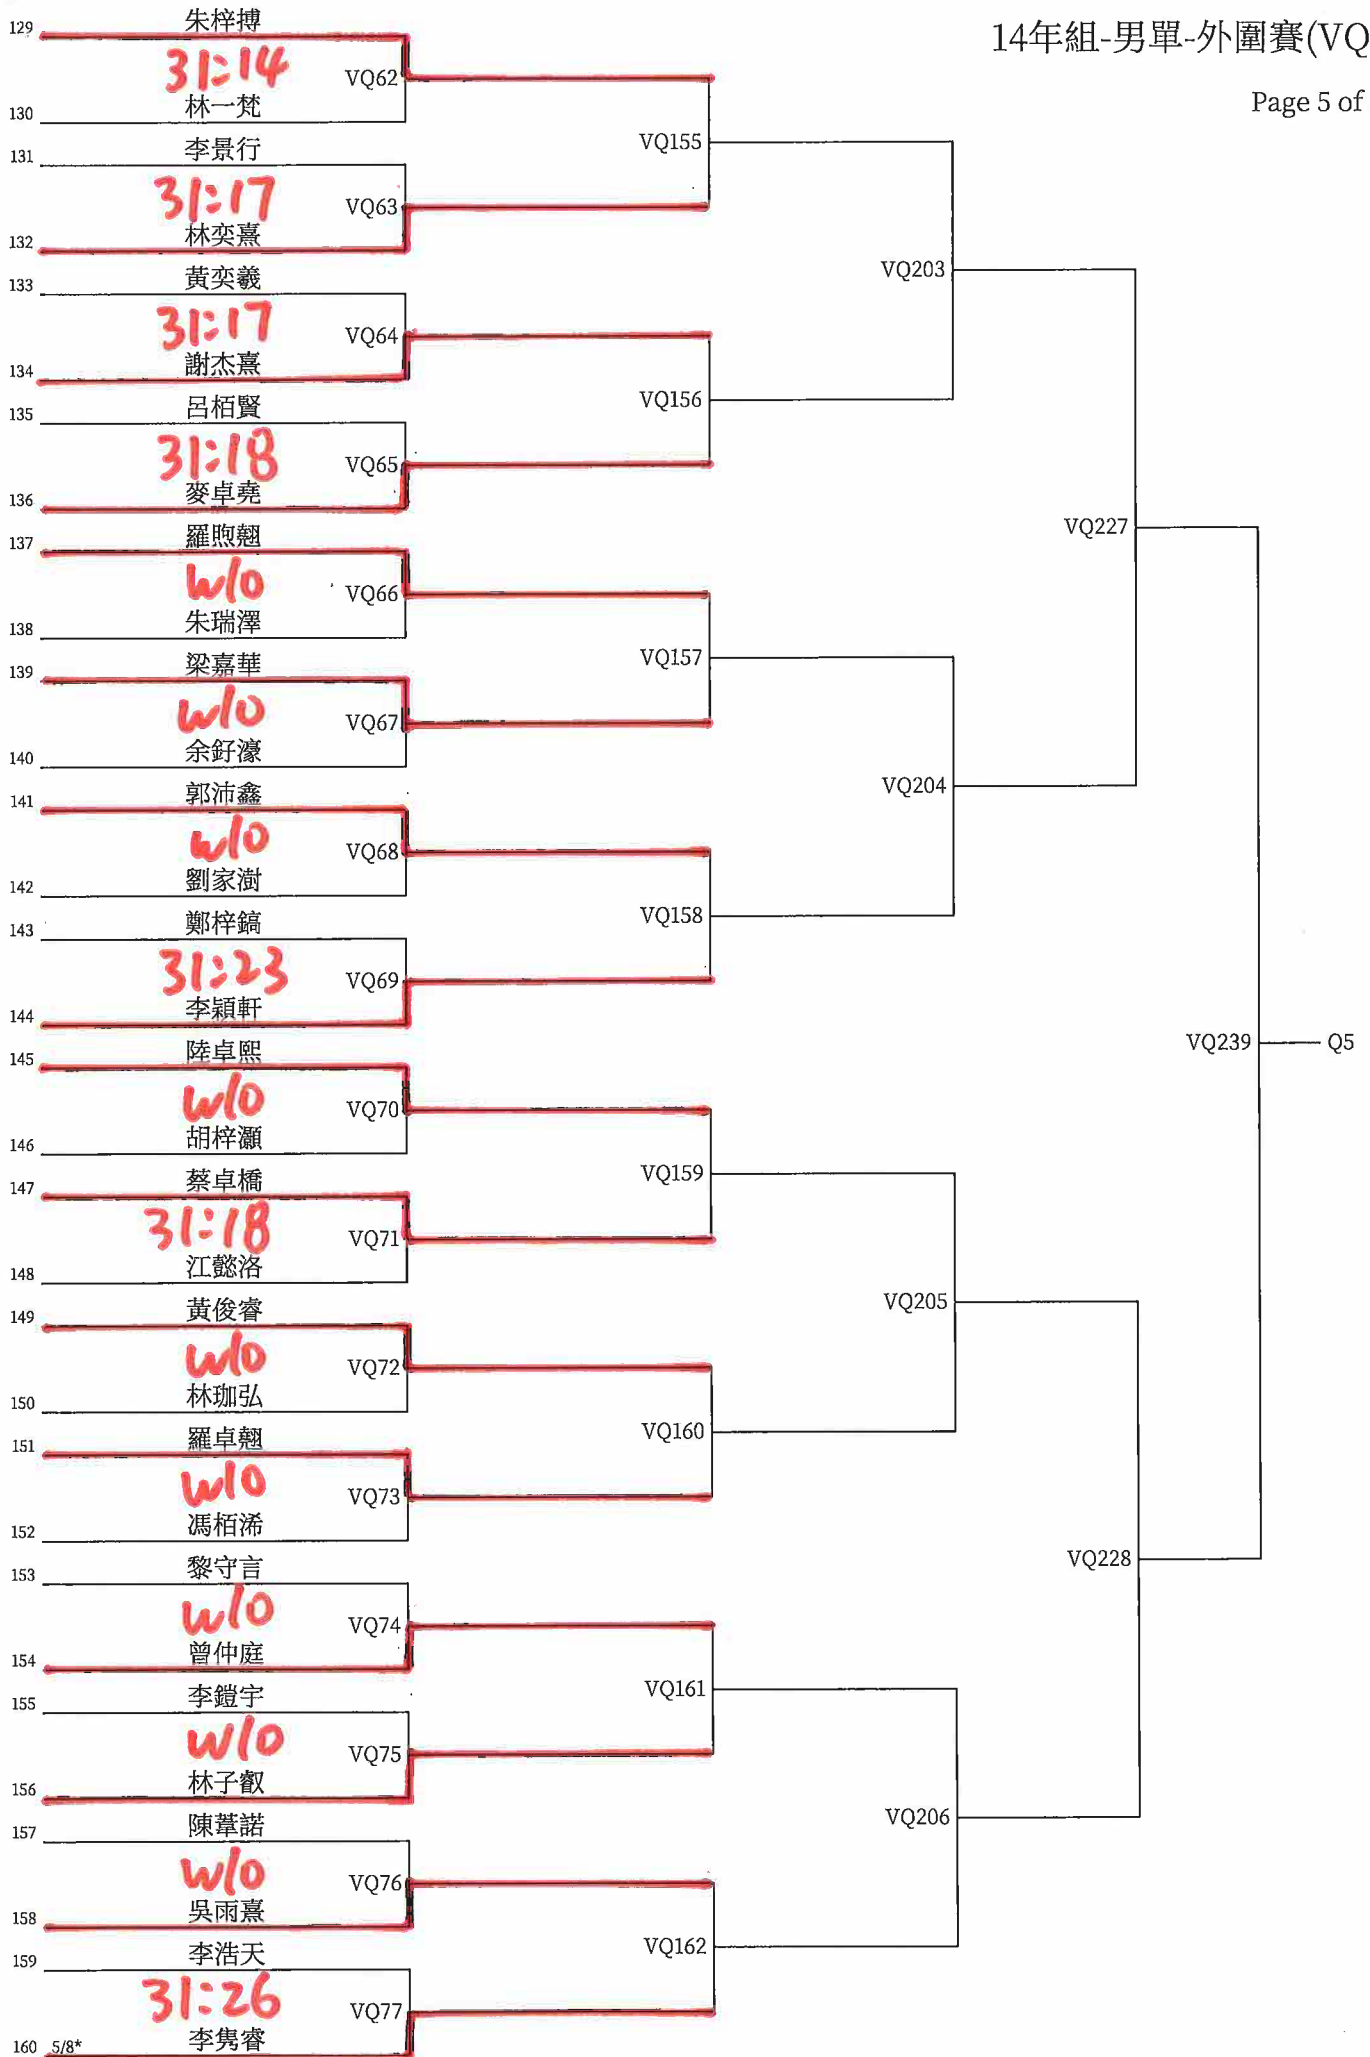 14年組-男單-外圍賽(VQ
Page 5 of
129 朱梓搏
31:14 VQ62
130 林一梵
VQ155
131 李景行
31:17 VQ63
132 林奕熹
VQ203
133 黃奕羲
31:17 VQ64
134 謝杰熹
VQ156
135 呂栢賢
31:18 VQ65
136 麥卓堯
VQ227
137 羅煦翹
w/o VQ66
138 朱瑞澤
VQ157
139 梁嘉華
w/o VQ67
140 余釨濠
VQ204
141 郭沛鑫
w/o VQ68
142 劉家澍
VQ158
143 鄭梓鎬
31:23 VQ69
144 李穎軒
VQ239 Q5
145 陸卓熙
w/o VQ70
146 胡梓灝
VQ159
147 蔡卓橋
31:18 VQ71
148 江懿洛
VQ205
149 黃俊睿
w/o VQ72
150 林珈弘
VQ160
151 羅卓翹
w/o VQ73
152 馮栢浠
VQ228
153 黎守言
w/o VQ74
154 曾仲庭
VQ161
155 李鎧宇
w/o VQ75
156 林子叡
VQ206
157 陳葦諾
w/o VQ76
158 吳雨熹
VQ162
159 李浩天
31:26 VQ77
160 5/8* 李雋睿